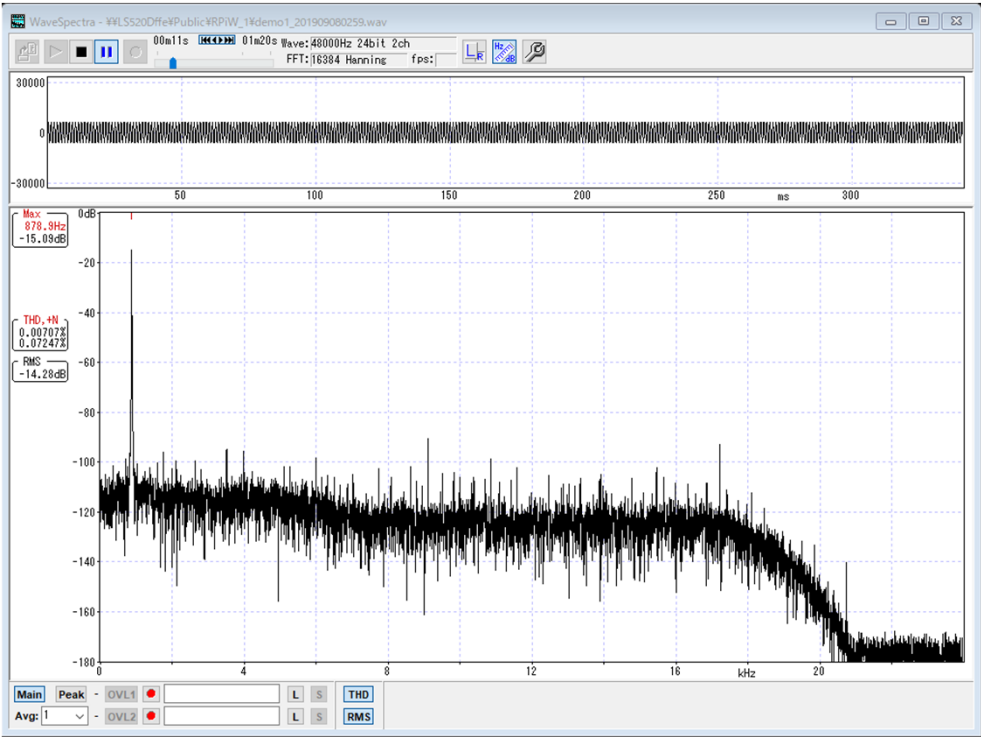 WaveSpectra - ¥¥LS520Dffe¥Public¥RPiW_1¥demo1_201909080259.wav
00m11s 01m20s Wave:48000Hz 24bit 2ch
FFT:16384 Hanning fps:
L R
Hz dB
30000
0
-30000
50 100 150 200 250 ms 300
Max
878.9Hz
-15.09dB
THD,+N
0.00707%
0.07247%
RMS
-14.28dB
0dB
-20
-40
-60
-80
-100
-120
-140
-160
-180
0 4 8 12 16 kHz 20
Main Peak - OVL1 L S THD
Avg: 1 - OVL2 L S RMS